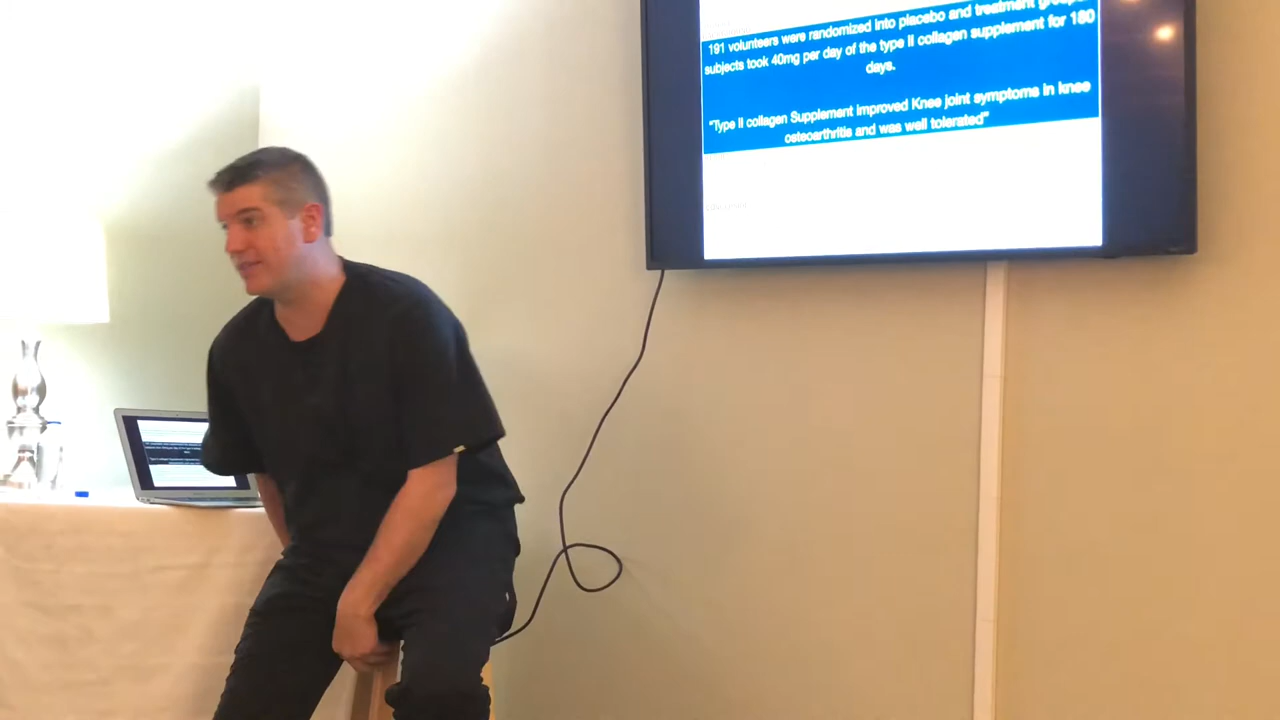 191 volunteers were randomized into placebo and treatment groups
subjects took 40mg per day of the type II collagen supplement for 180
days.
"Type II collagen Supplement improved Knee joint symptoms in knee
osteoarthritis and was well tolerated"